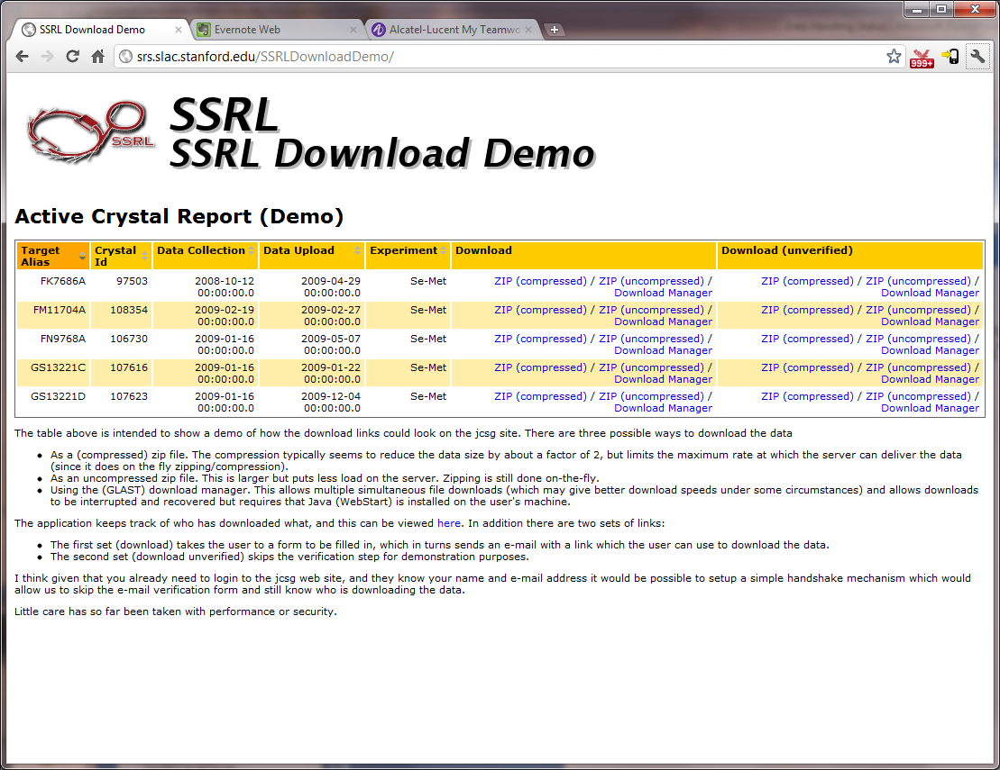 SSRL Download Demo
Evernote Web
Alcatel-Lucent My Teamwo
srs.slac.stanford.edu/SSRLDownloadDemo/
999+
SSRL
SSRL
SSRL Download Demo
Active Crystal Report (Demo)
Target Alias Crystal Id Data Collection Data Upload Experiment Download Download (unverified)
FK7686A 97503 2008-10-12 00:00:00.0 2009-04-29 00:00:00.0 Se-Met ZIP (compressed) / ZIP (uncompressed) / Download Manager ZIP (compressed) / ZIP (uncompressed) / Download Manager
FM11704A 108354 2009-02-19 00:00:00.0 2009-02-27 00:00:00.0 Se-Met ZIP (compressed) / ZIP (uncompressed) / Download Manager ZIP (compressed) / ZIP (uncompressed) / Download Manager
FN9768A 106730 2009-01-16 00:00:00.0 2009-05-07 00:00:00.0 Se-Met ZIP (compressed) / ZIP (uncompressed) / Download Manager ZIP (compressed) / ZIP (uncompressed) / Download Manager
GS13221C 107616 2009-01-16 00:00:00.0 2009-01-22 00:00:00.0 Se-Met ZIP (compressed) / ZIP (uncompressed) / Download Manager ZIP (compressed) / ZIP (uncompressed) / Download Manager
GS13221D 107623 2009-01-16 00:00:00.0 2009-12-04 00:00:00.0 Se-Met ZIP (compressed) / ZIP (uncompressed) / Download Manager ZIP (compressed) / ZIP (uncompressed) / Download Manager
The table above is intended to show a demo of how the download links could look on the jcsg site. There are three possible ways to download the data
• As a (compressed) zip file. The compression typically seems to reduce the data size by about a factor of 2, but limits the maximum rate at which the server can deliver the data
(since it does on the fly zipping/compression).
• As an uncompressed zip file. This is larger but puts less load on the server. Zipping is still done on-the-fly.
• Using the (GLAST) download manager. This allows multiple simultaneous file downloads (which may give better download speeds under some circumstances) and allows downloads
to be interrupted and recovered but requires that Java (WebStart) is installed on the user's machine.
The application keeps track of who has downloaded what, and this can be viewed here. In addition there are two sets of links:
• The first set (download) takes the user to a form to be filled in, which in turns sends an e-mail with a link which the user can use to download the data.
• The second set (download unverified) skips the verification step for demonstration purposes.
I think given that you already need to login to the jcsg web site, and they know your name and e-mail address it would be possible to setup a simple handshake mechanism which would
allow us to skip the e-mail verification form and still know who is downloading the data.
Little care has so far been taken with performance or security.